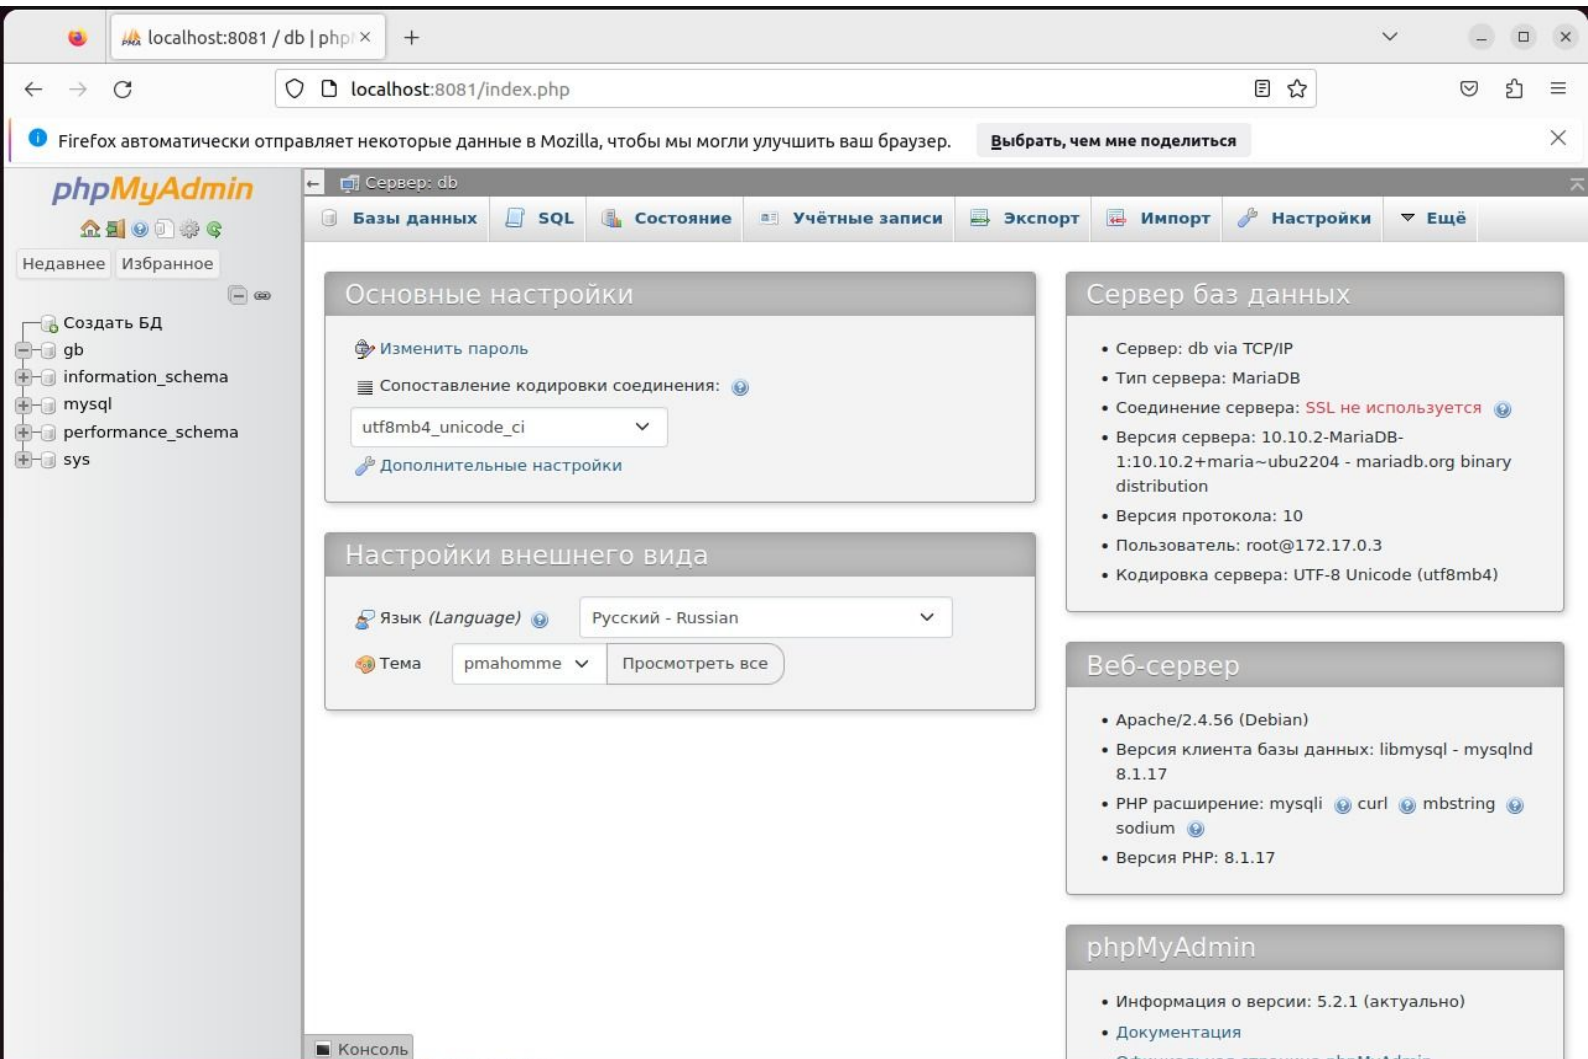 localhost:8081 / db | php
localhost:8081/index.php
Firefox автоматически отправляет некоторые данные в Mozilla, чтобы мы могли улучшить ваш браузер.
Выбрать, чем мне поделиться
phpMyAdmin
Недавнее Избранное
Создать БД
gb
information_schema
mysql
performance_schema
sys
Сервер: db
Базы данных SQL Состояние Учётные записи Экспорт Импорт Настройки Ещё
Основные настройки
Изменить пароль
Сопоставление кодировки соединения:
utf8mb4_unicode_ci
Дополнительные настройки
Настройки внешнего вида
Язык (Language) Русский - Russian
Тема pmahomme Просмотреть все
Сервер баз данных
• Сервер: db via TCP/IP
• Тип сервера: MariaDB
• Соединение сервера: SSL не используется
• Версия сервера: 10.10.2-MariaDB-
1:10.10.2+maria~ubu2204 - mariadb.org binary
distribution
• Версия протокола: 10
• Пользователь: root@172.17.0.3
• Кодировка сервера: UTF-8 Unicode (utf8mb4)
Веб-сервер
• Apache/2.4.56 (Debian)
• Версия клиента базы данных: libmysql - mysqlnd
8.1.17
• PHP расширение: mysqli curl mbstring
sodium
• Версия PHP: 8.1.17
phpMyAdmin
• Информация о версии: 5.2.1 (актуально)
• Документация
Консоль